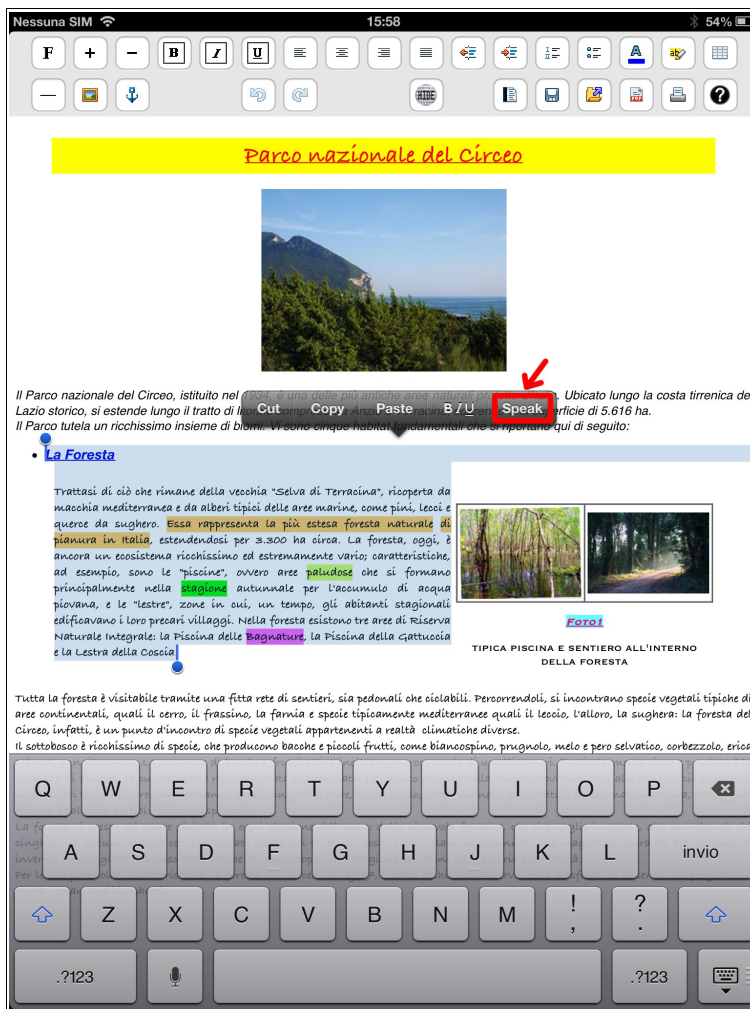 Nessuna SIM 15:58 54%
F + − B I U A ab
HIDE PDF ?
Parco nazionale del Circeo
Il Parco nazionale del Circeo, istituito nel 1934, è una delle più antiche aree naturali . Ubicato lungo la costa tirrenica de
Lazio storico, si estende lungo il tratto di erficie di 5.616 ha.
Il Parco tutela un ricchissimo insieme di biomi. Vi sono cinque habitat fondamentali che si riportano qui di seguito:
Cut Copy Paste B I U Speak
• La Foresta
Trattasi di ciò che rimane della vecchia "Selva di Terracina", ricoperta da
macchia mediterranea e da alberi tipici delle aree marine, come pini, lecci e
querce da sughero. Essa rappresenta la più estesa foresta naturale di
pianura in Italia, estendendosi per 3.300 ha circa. La foresta, oggi, è
ancora un ecosistema ricchissimo ed estremamente vario; caratteristiche,
ad esempio, sono le "piscine", ovvero aree paludose che si formano
principalmente nella stagione autunnale per l'accumulo di acqua
piovana, e le "lestre", zone in cui, un tempo, gli abitanti stagionali
edificavano i loro precari villaggi. Nella foresta esistono tre aree di Riserva
Naturale Integrale: la Piscina delle Bagnature, la Piscina della Gattuccia
e la Lestra della Coscia
Foto1
TIPICA PISCINA E SENTIERO ALL'INTERNO
DELLA FORESTA
Tutta la foresta è visitabile tramite una fitta rete di sentieri, sia pedonali che ciclabili. Percorrendoli, si incontrano specie vegetali tipiche di
aree continentali, quali il cerro, il frassino, la farnia e specie tipicamente mediterranee quali il leccio, l'alloro, la sughera: la foresta del
Circeo, infatti, è un punto d'incontro di specie vegetali appartenenti a realtà climatiche diverse.
Il sottobosco è ricchissimo di specie, che producono bacche e piccoli frutti, come biancospino, prugnolo, melo e pero selvatico, corbezzolo, erica
Q W E R T Y U I O P
A S D F G H J K L invio
Z X C V B N M ! , ? .
.?123 .?123